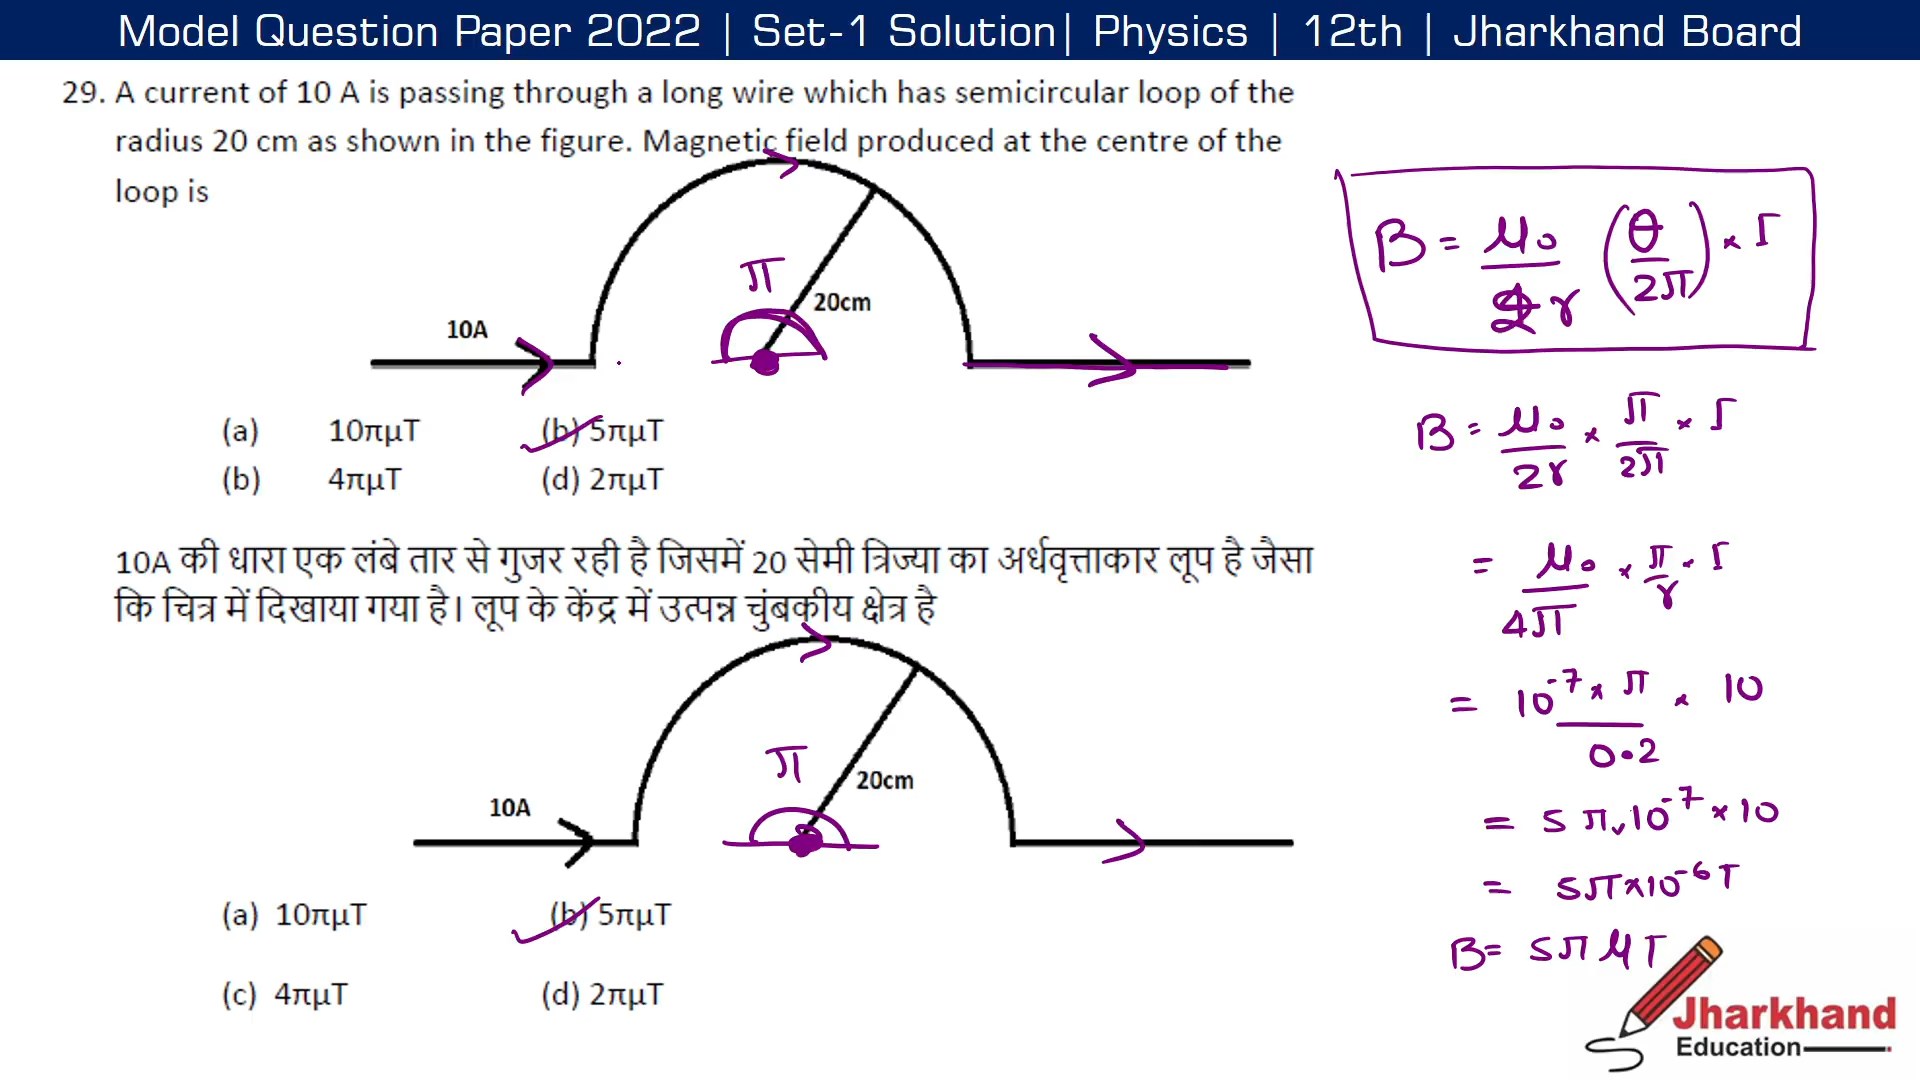 Model Question Paper 2022 | Set-1 Solution| Physics | 12th | Jharkhand Board
29. A current of 10 A is passing through a long wire which has semicircular loop of the
radius 20 cm as shown in the figure. Magnetic field produced at the centre of the
loop is
π
20cm
10A
(a) 10πμT (b) 5πμT
(b) 4πμT (d) 2πμT
10A की धारा एक लंबे तार से गुजर रही है जिसमें 20 सेमी त्रिज्या का अर्धवृत्ताकार लूप है जैसा
कि चित्र में दिखाया गया है। लूप के केंद्र में उत्पन्न चुंबकीय क्षेत्र है
π
20cm
10A
(a) 10πμT (b) 5πμT
(c) 4πμT (d) 2πμT
B = μ₀/2r (θ/2π) × I
B = μ₀/2r × π/2π × I
= μ₀/4π × π/r × I
= 10⁻⁷ × π/0.2 × 10
= 5π × 10⁻⁷ × 10
= 5π × 10⁻⁶ T
B = 5π μT
Jharkhand
Education